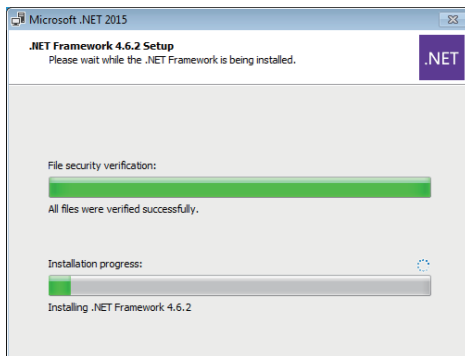 Microsoft .NET 2015
.NET Framework 4.6.2 Setup
Please wait while the .NET Framework is being installed.
.NET
File security verification:
All files were verified successfully.
Installation progress:
Installing .NET Framework 4.6.2